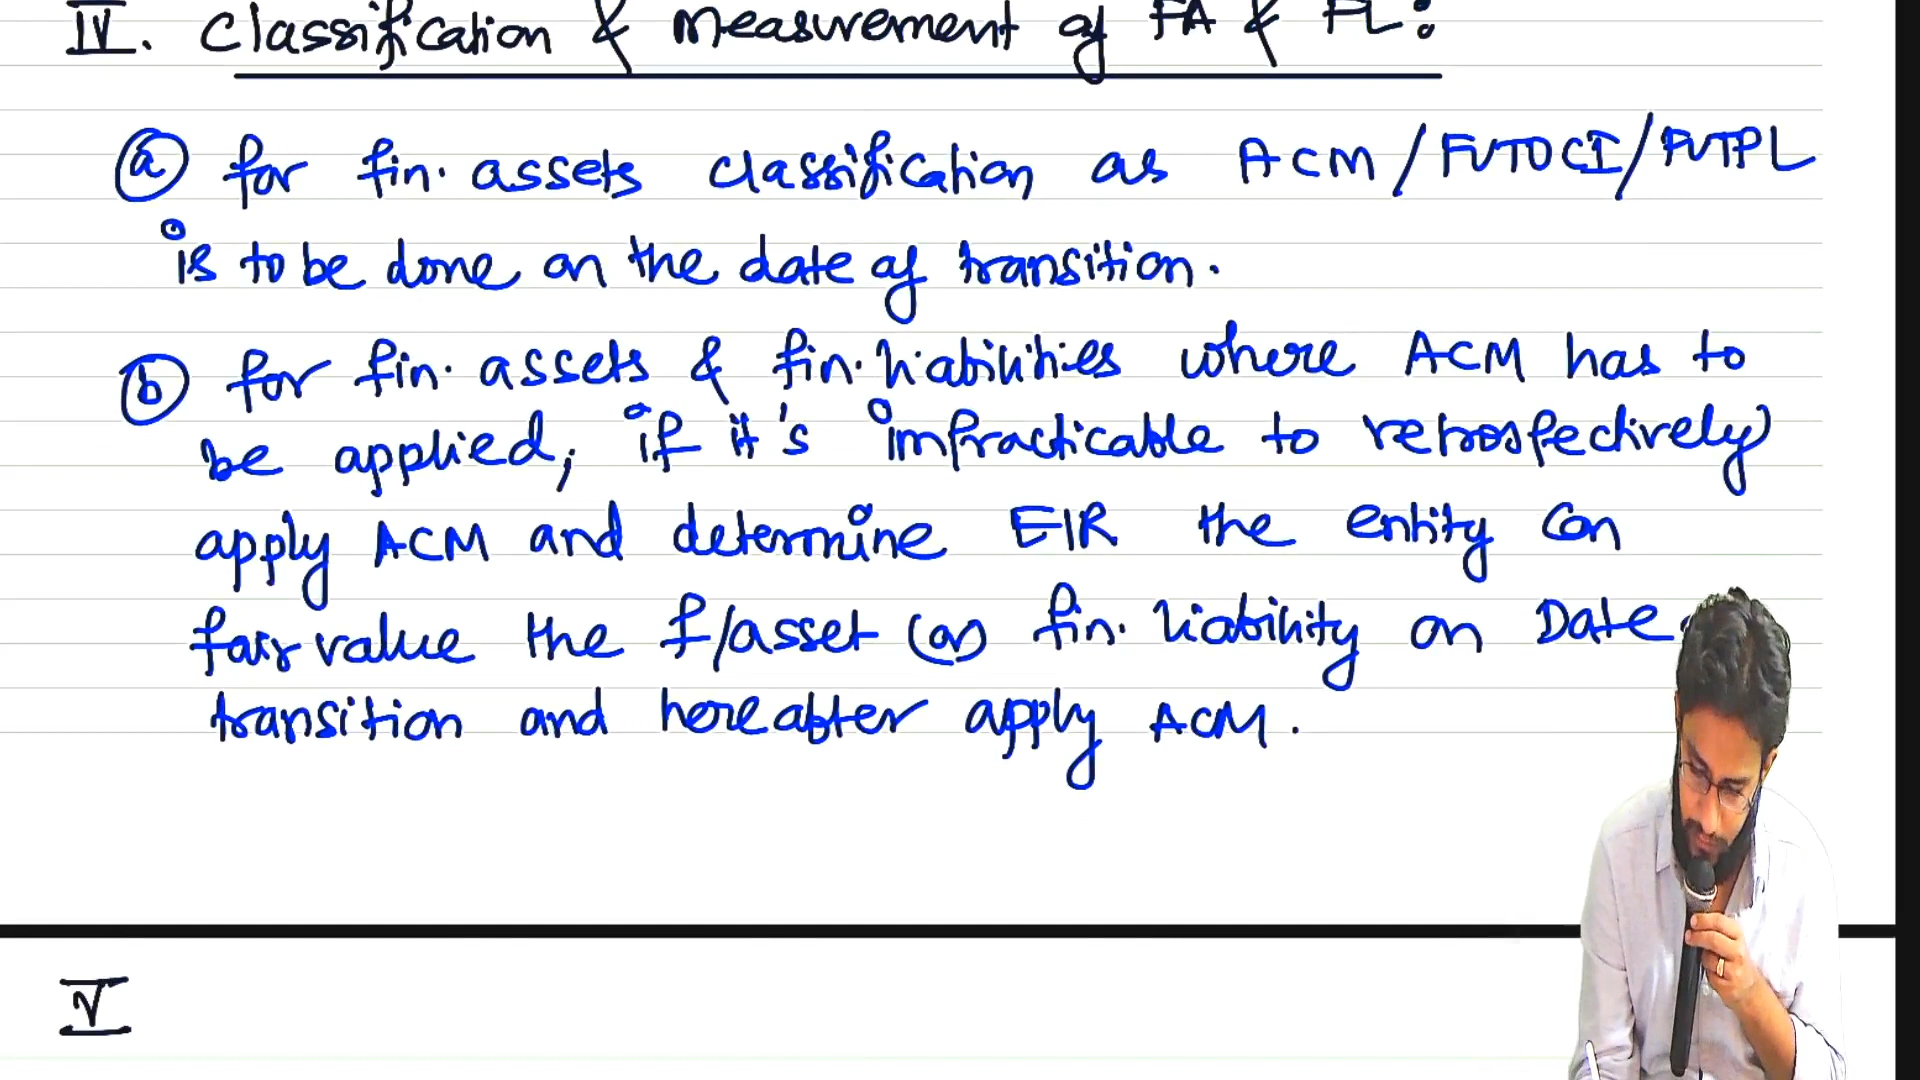 IV. Classification & Measurement of FA & FL:
(a) for fin. assets classification as ACM/FVTOCI/FVTPL
is to be done on the date of transition.
(b) for fin. assets & fin. liabilities where ACM has to
be applied, if it's impracticable to retrospectively
apply ACM and determine EIR the entity can
fair value the f/asset (or) fin. liability on Date
transition and hereafter apply ACM.
V